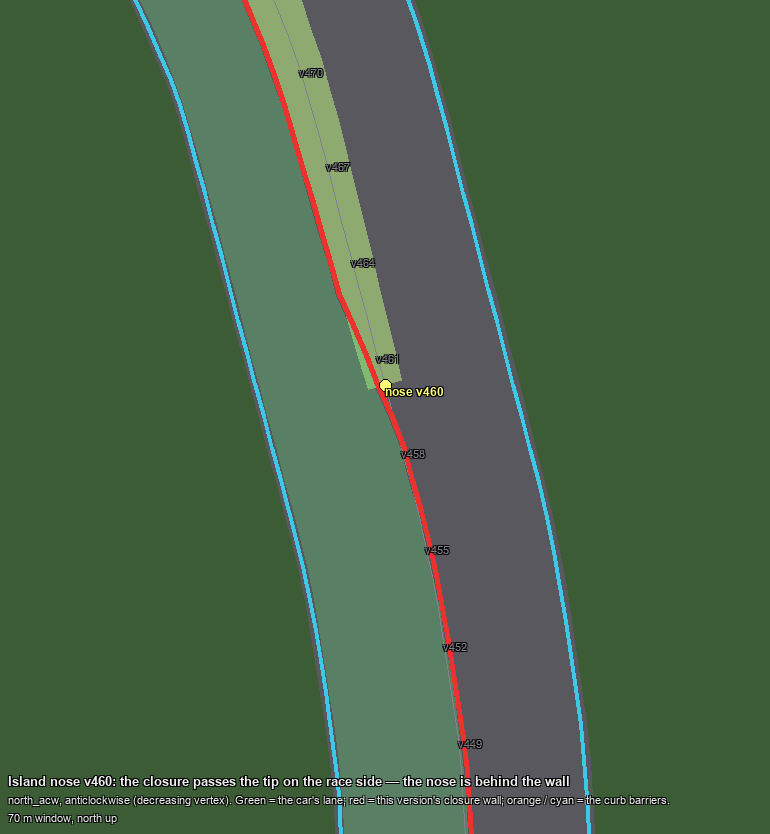 v470
v467
v464
v461
nose v460
v458
v455
v452
v449
Island nose v460: the closure passes the tip on the race side — the nose is behind the wall
north_acw, anticlockwise (decreasing vertex). Green = the car's lane; red = this version's closure wall; orange / cyan = the curb barriers.
70 m window, north up